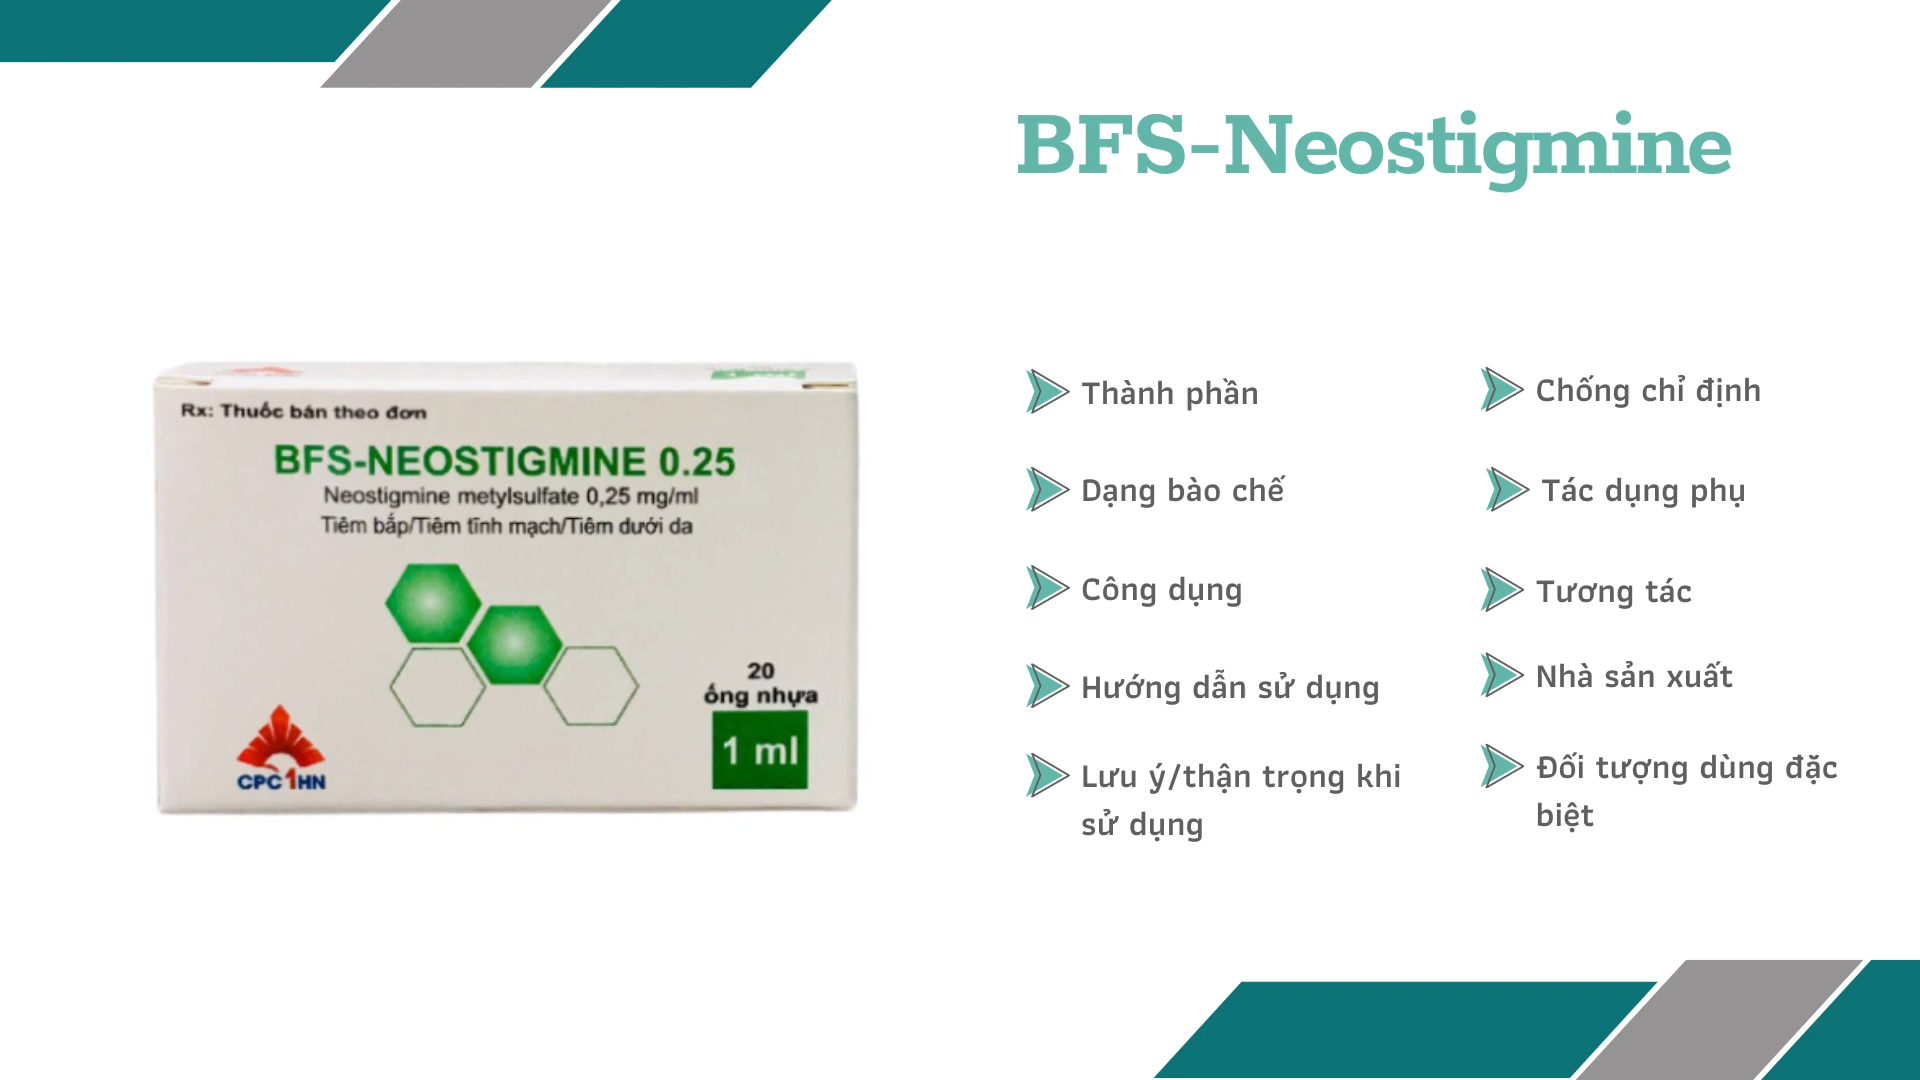 BFS-Neostigmine
Rx: Thuốc bán theo đơn
BFS-NEOSTIGMINE 0.25
Neostigmine metylsulfate 0,25 mg/ml
Tiêm bắp/Tiêm tĩnh mạch/Tiêm dưới da
20
ống nhựa
1 ml
CPC1HN
Thành phần
Dạng bào chế
Công dụng
Hướng dẫn sử dụng
Lưu ý/thận trọng khi
sử dụng
Chống chỉ định
Tác dụng phụ
Tương tác
Nhà sản xuất
Đối tượng dùng đặc
biệt